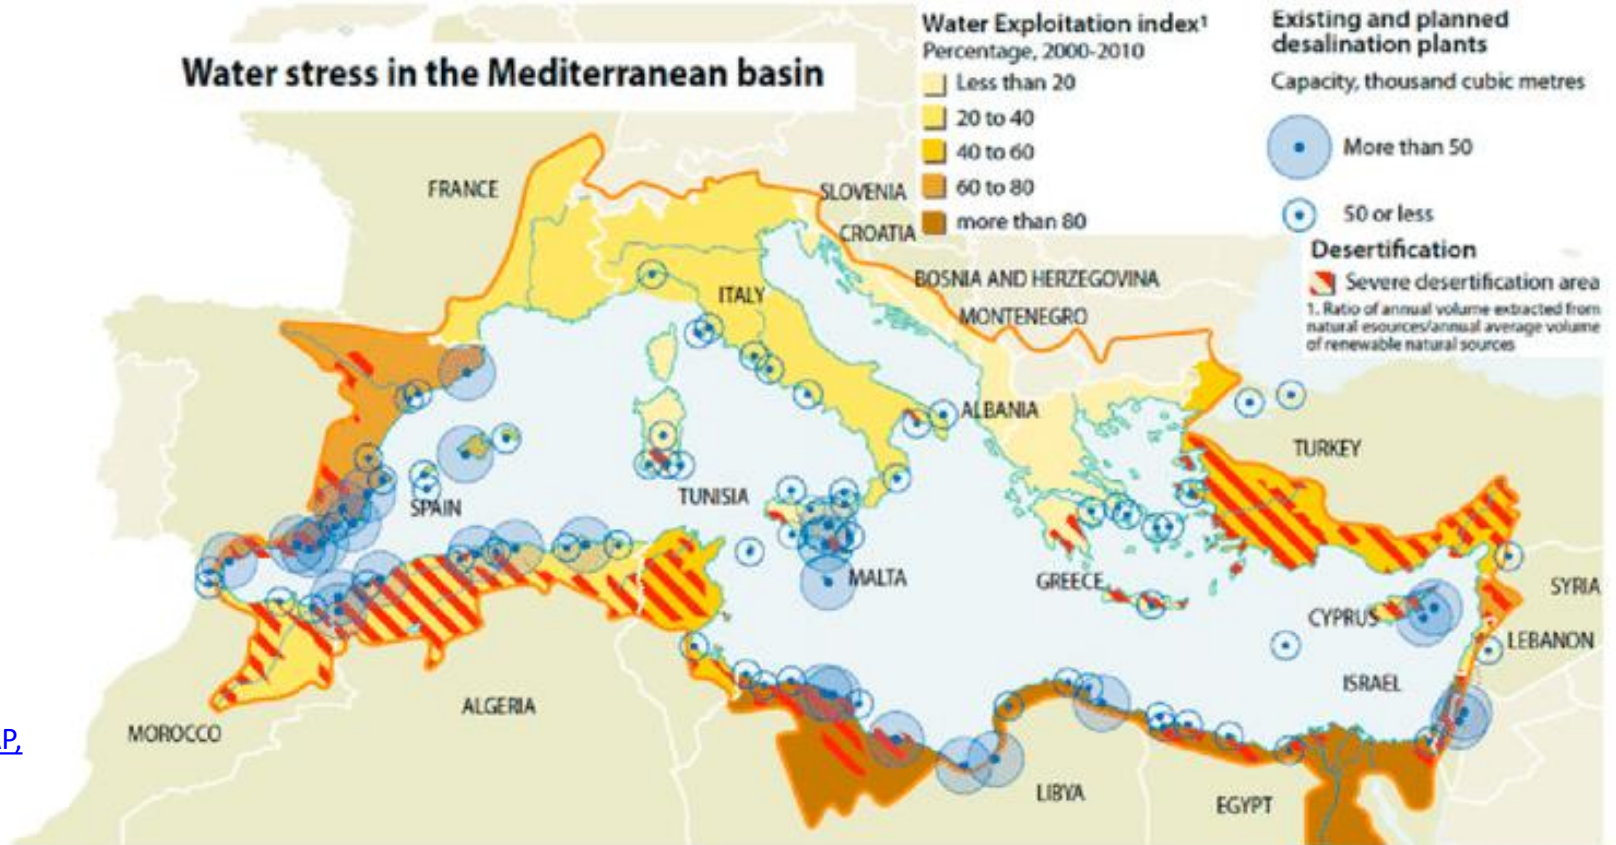 Water stress in the Mediterranean basin
Water Exploitation index¹
Percentage, 2000-2010
Less than 20
20 to 40
40 to 60
60 to 80
more than 80
Existing and planned
desalination plants
Capacity, thousand cubic metres
More than 50
50 or less
Desertification
Severe desertification area
1. Ratio of annual volume extracted from
natural esources/annual average volume
of renewable natural sources
FRANCE
SLOVENIA
CROATIA
BOSNIA AND HERZEGOVINA
ITALY
MONTENEGRO
ALBANIA
TURKEY
TUNISIA
SPAIN
MALTA
GREECE
SYRIA
CYPRUS
LEBANON
ISRAEL
ALGERIA
MOROCCO
P,
LIBYA
EGYPT